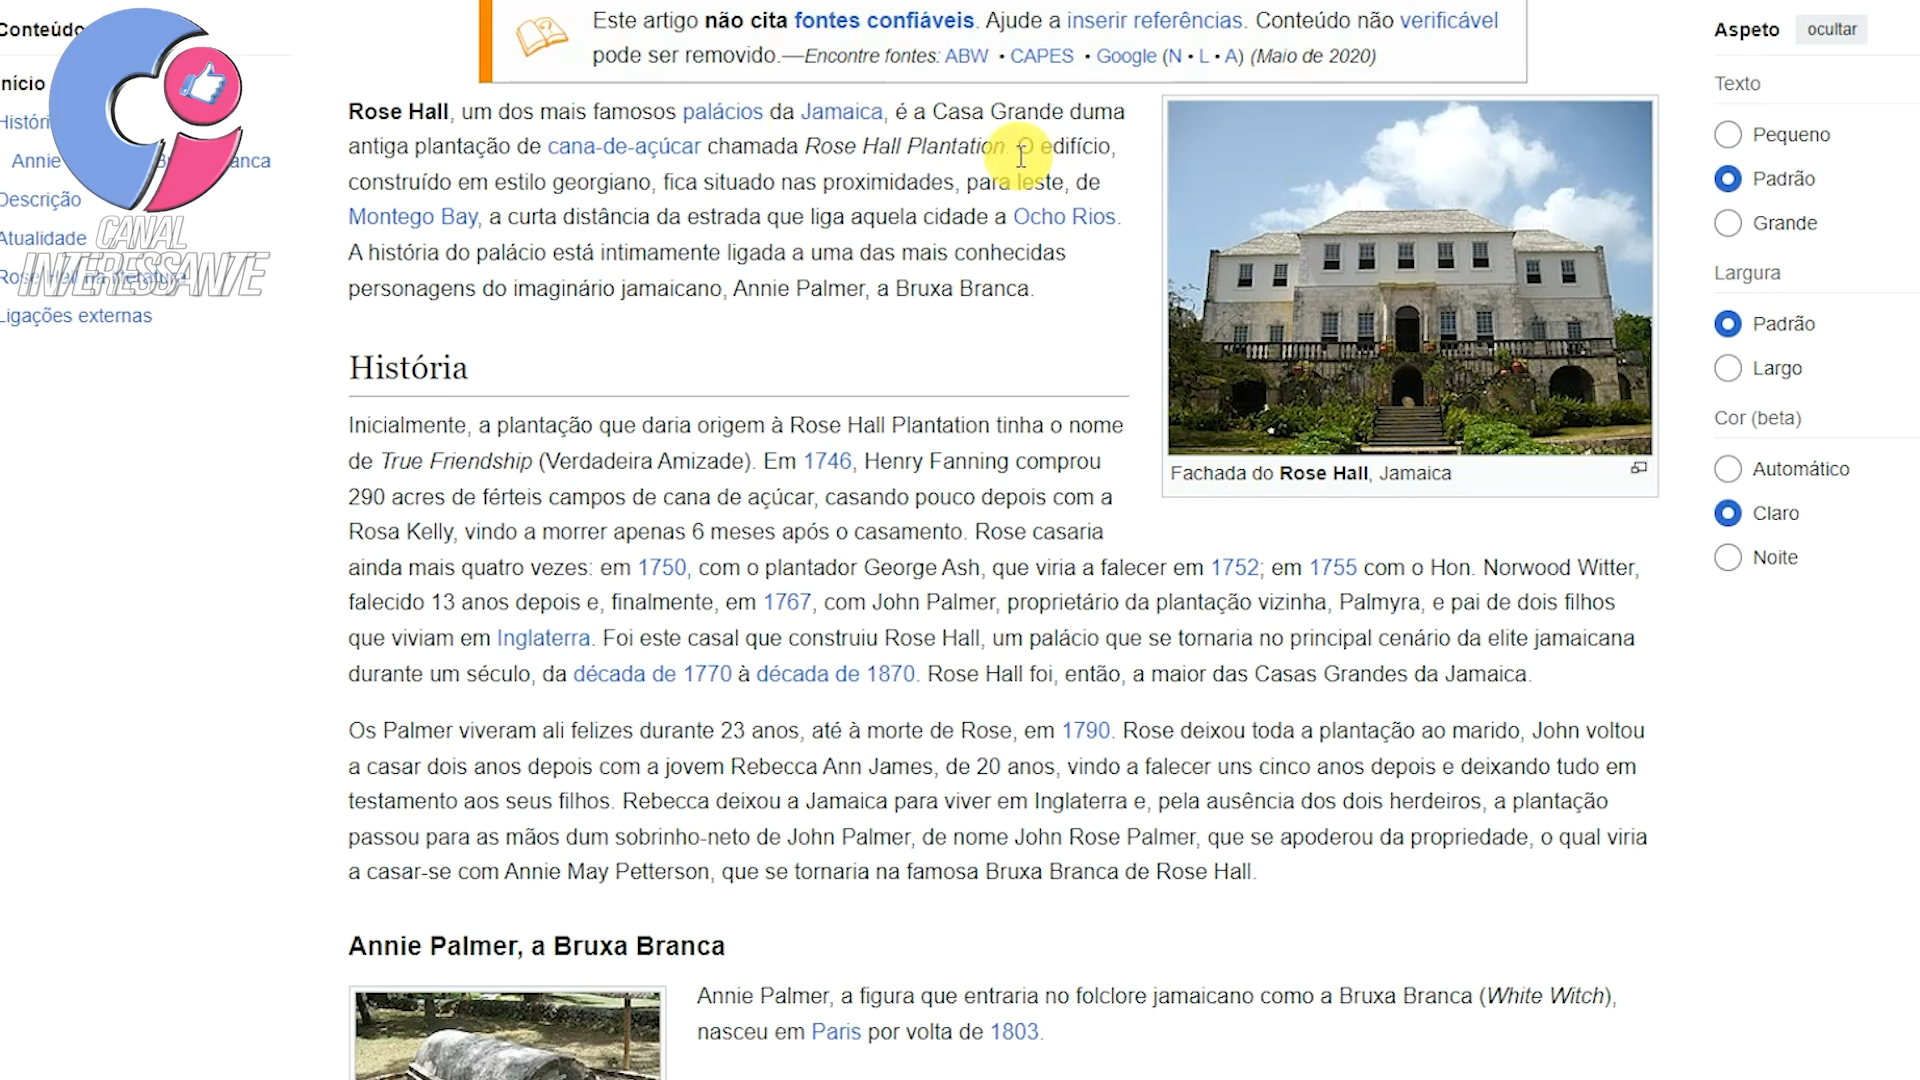 Conteúdo
Início
Históri
Annie
B
anca
Descrição
Atualidade
Ligações externas
CANAL
INTERESSANTE
Este artigo não cita fontes confiáveis. Ajude a inserir referências. Conteúdo não verificável
pode ser removido.—Encontre fontes: ABW • CAPES • Google (N • L • A) (Maio de 2020)
Rose Hall, um dos mais famosos palácios da Jamaica, é a Casa Grande duma
antiga plantação de cana-de-açúcar chamada Rose Hall Plantation. O edifício,
construído em estilo georgiano, fica situado nas proximidades, para leste, de
Montego Bay, a curta distância da estrada que liga aquela cidade a Ocho Rios.
A história do palácio está intimamente ligada a uma das mais conhecidas
personagens do imaginário jamaicano, Annie Palmer, a Bruxa Branca.
Fachada do Rose Hall, Jamaica
História
Inicialmente, a plantação que daria origem à Rose Hall Plantation tinha o nome
de True Friendship (Verdadeira Amizade). Em 1746, Henry Fanning comprou
290 acres de férteis campos de cana de açúcar, casando pouco depois com a
Rosa Kelly, vindo a morrer apenas 6 meses após o casamento. Rose casaria
ainda mais quatro vezes: em 1750, com o plantador George Ash, que viria a falecer em 1752; em 1755 com o Hon. Norwood Witter,
falecido 13 anos depois e, finalmente, em 1767, com John Palmer, proprietário da plantação vizinha, Palmyra, e pai de dois filhos
que viviam em Inglaterra. Foi este casal que construiu Rose Hall, um palácio que se tornaria no principal cenário da elite jamaicana
durante um século, da década de 1770 à década de 1870. Rose Hall foi, então, a maior das Casas Grandes da Jamaica.
Os Palmer viveram ali felizes durante 23 anos, até à morte de Rose, em 1790. Rose deixou toda a plantação ao marido, John voltou
a casar dois anos depois com a jovem Rebecca Ann James, de 20 anos, vindo a falecer uns cinco anos depois e deixando tudo em
testamento aos seus filhos. Rebecca deixou a Jamaica para viver em Inglaterra e, pela ausência dos dois herdeiros, a plantação
passou para as mãos dum sobrinho-neto de John Palmer, de nome John Rose Palmer, que se apoderou da propriedade, o qual viria
a casar-se com Annie May Petterson, que se tornaria na famosa Bruxa Branca de Rose Hall.
Annie Palmer, a Bruxa Branca
Annie Palmer, a figura que entraria no folclore jamaicano como a Bruxa Branca (White Witch),
nasceu em Paris por volta de 1803.
Aspeto ocultar
Texto
Pequeno
Padrão
Grande
Largura
Padrão
Largo
Cor (beta)
Automático
Claro
Noite